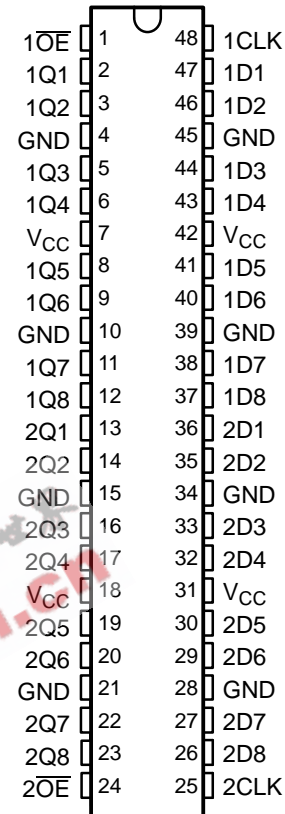 1O̅E̅ 1 48 1CLK
1Q1 2 47 1D1
1Q2 3 46 1D2
GND 4 45 GND
1Q3 5 44 1D3
1Q4 6 43 1D4
VCC 7 42 VCC
1Q5 8 41 1D5
1Q6 9 40 1D6
GND 10 39 GND
1Q7 11 38 1D7
1Q8 12 37 1D8
2Q1 13 36 2D1
2Q2 14 35 2D2
GND 15 34 GND
2Q3 16 33 2D3
2Q4 17 32 2D4
VCC 18 31 VCC
2Q5 19 30 2D5
2Q6 20 29 2D6
GND 21 28 GND
2Q7 22 27 2D7
2Q8 23 26 2D8
2O̅E̅ 24 25 2CLK